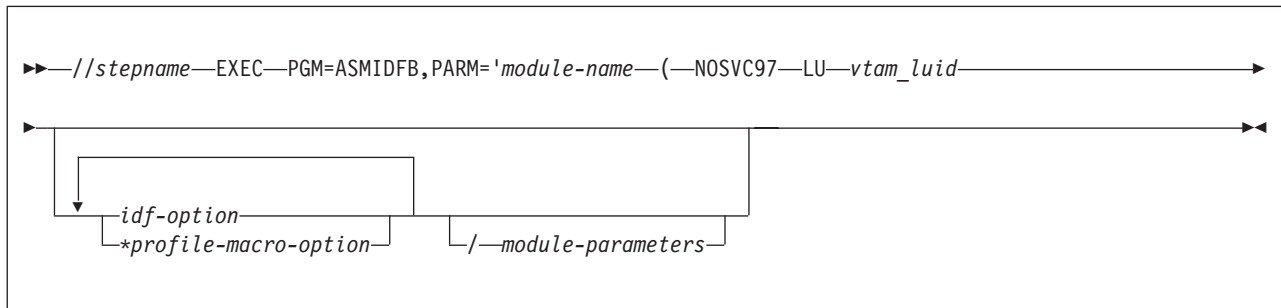 //stepname EXEC PGM=ASMIDFB,PARM='module-name ( NOSVC97 LU vtam_luid
idf-option
*profile-macro-option
/ module-parameters